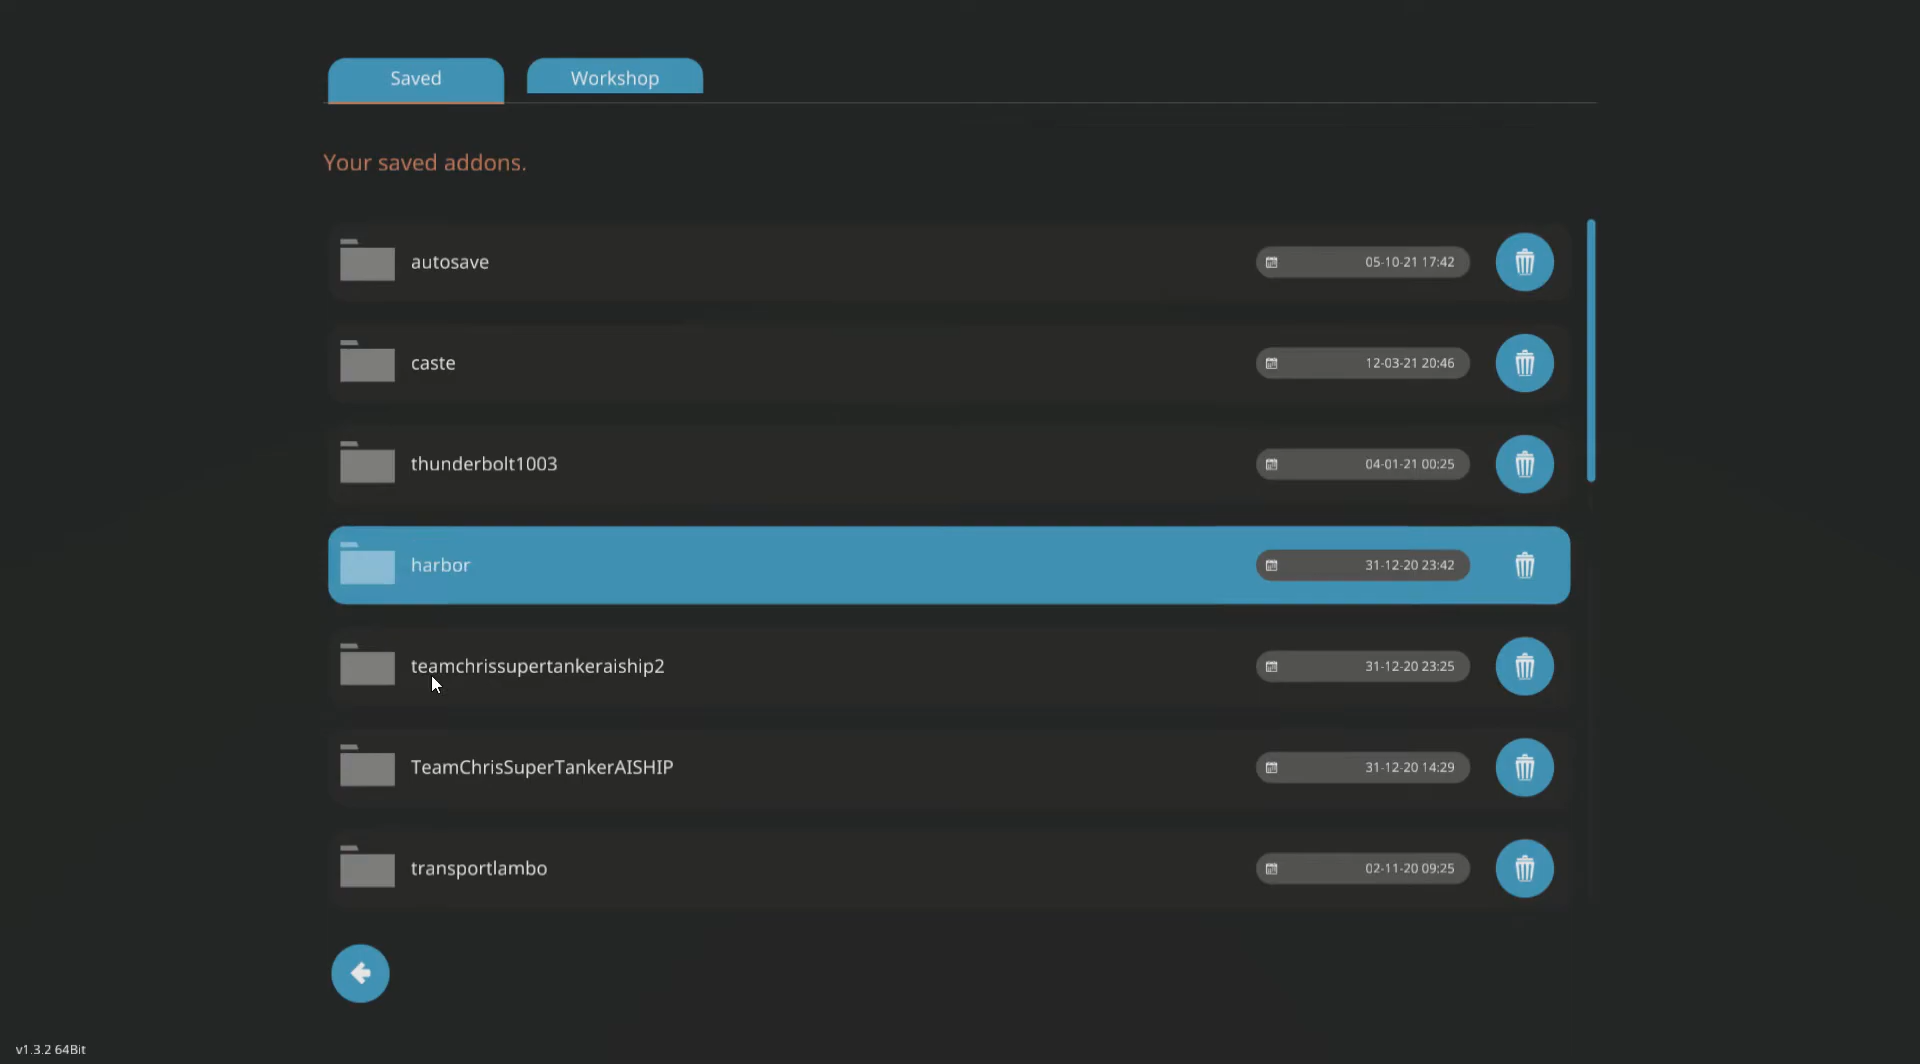 Saved
Workshop
Your saved addons.
autosave
05-10-21 17:42
caste
12-03-21 20:46
thunderbolt1003
04-01-21 00:25
harbor
31-12-20 23:42
teamchrissupertankeraiship2
31-12-20 23:25
TeamChrisSuperTankerAISHIP
31-12-20 14:29
transportlambo
02-11-20 09:25
v1.3.2 64Bit